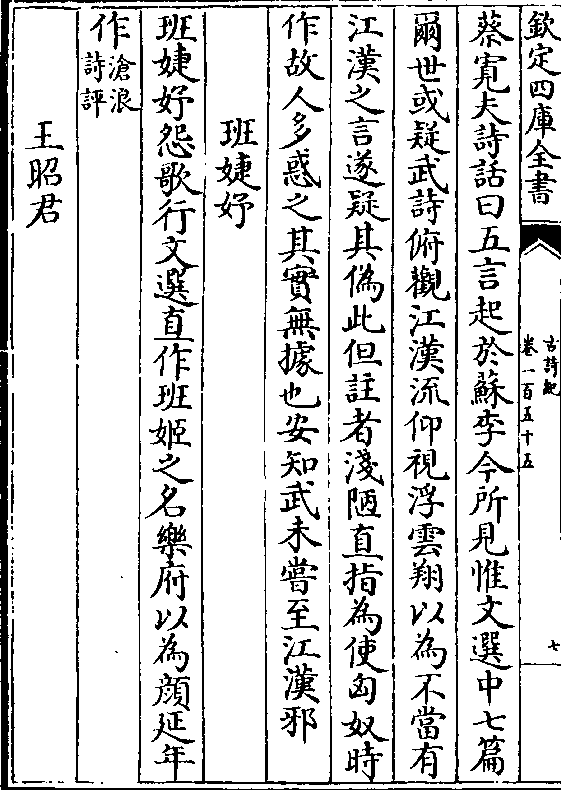 欽定四庫全書
古詩紀
卷一百五十五
七
蔡寛夫詩話曰五言起於蘇李今所見惟文選中七篇
爾世或疑武詩俯觀江漢流仰視浮雲翔以為不當有
江漢之言遂疑其偽此但註者淺陋直指為使匈奴時
作故人多惑之其實無據也安知武未嘗至江漢邪
班婕妤
班婕妤怨歌行文選直作班姬之名樂府以為顔延年
作滄浪
詩評
王昭君